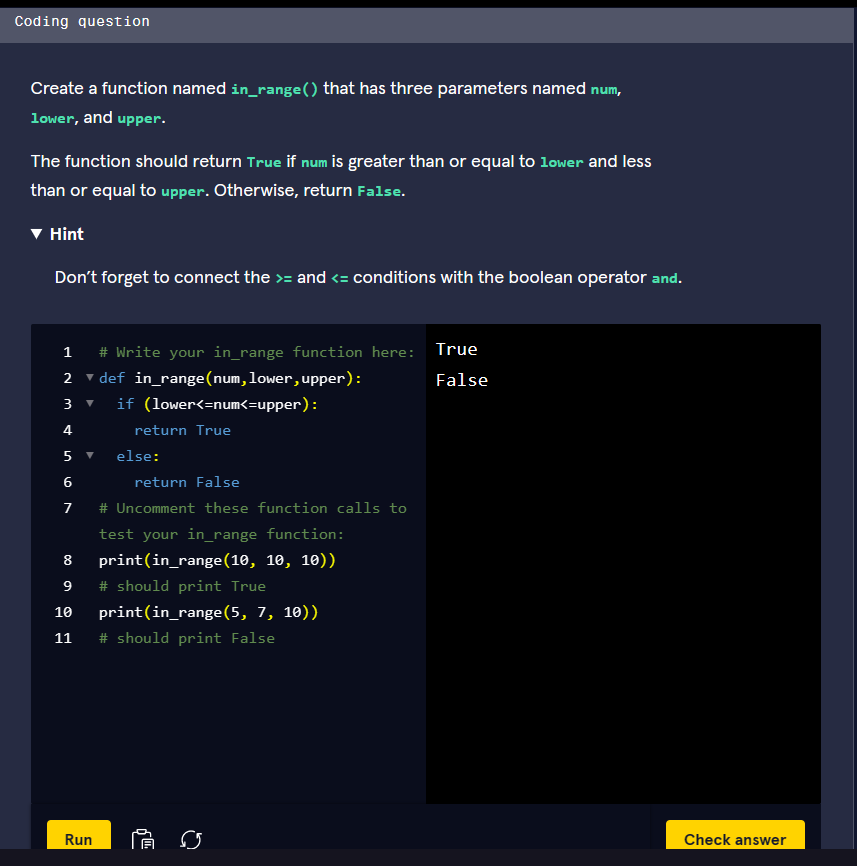 Coding question
Create a function named in_range() that has three parameters named num,
lower, and upper.
The function should return True if num is greater than or equal to lower and less
than or equal to upper. Otherwise, return False.
▼ Hint
Don’t forget to connect the >= and <= conditions with the boolean operator and.
1 # Write your in_range function here:
2 ▼ def in_range(num,lower,upper):
3 ▼ if (lower<=num<=upper):
4 return True
5 ▼ else:
6 return False
7 # Uncomment these function calls to
test your in_range function:
8 print(in_range(10, 10, 10))
9 # should print True
10 print(in_range(5, 7, 10))
11 # should print False
True
False
Run
Check answer